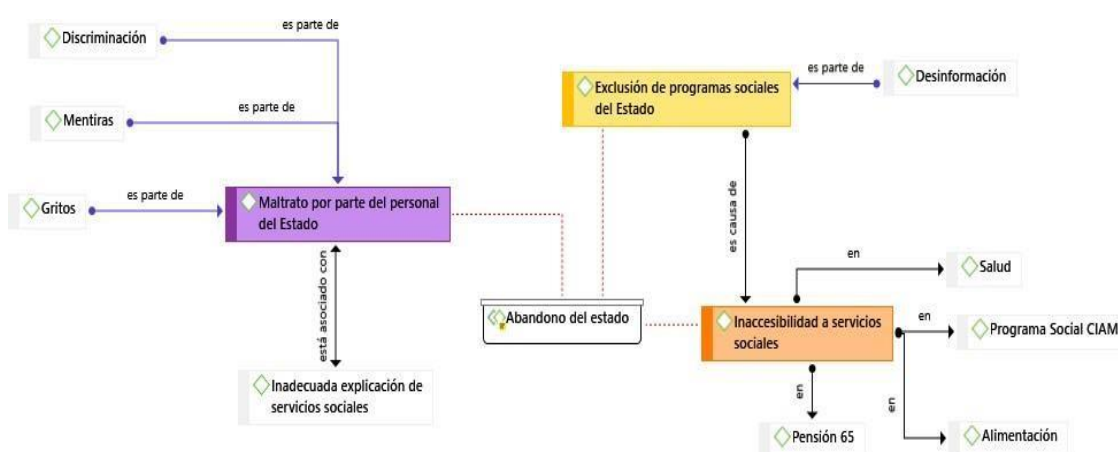 es parte de
Discriminación
es parte de
Mentiras
es parte de
Gritos
Maltrato por parte del personal
del Estado
está asociado con
Inadecuada explicación de
servicios sociales
Abandono del estado
Exclusión de programas sociales
del Estado
es parte de
Desinformación
es causa de
Inaccesibilidad a servicios
sociales
en
Salud
en
Programa Social CIAM
en
Pensión 65
en
Alimentación